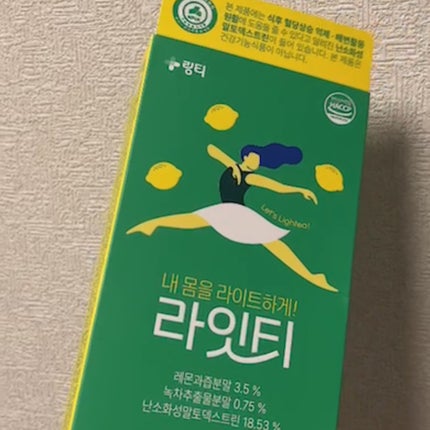 본 제품에는 식후 혈당상승 억제·배변활동
원활에 도움을 줄 수 있다고 알려진 난소화성
말토덱스트린이 들어 있습니다. 본 제품은
건강기능식품이 아닙니다.
링티
HACCP
Let's Lightea!
내 몸을 라이트하게!
라잇티
레몬과즙분말 3.5 %
녹차추출물분말 0.75 %
난소화성말토덱스트린 18.53 %